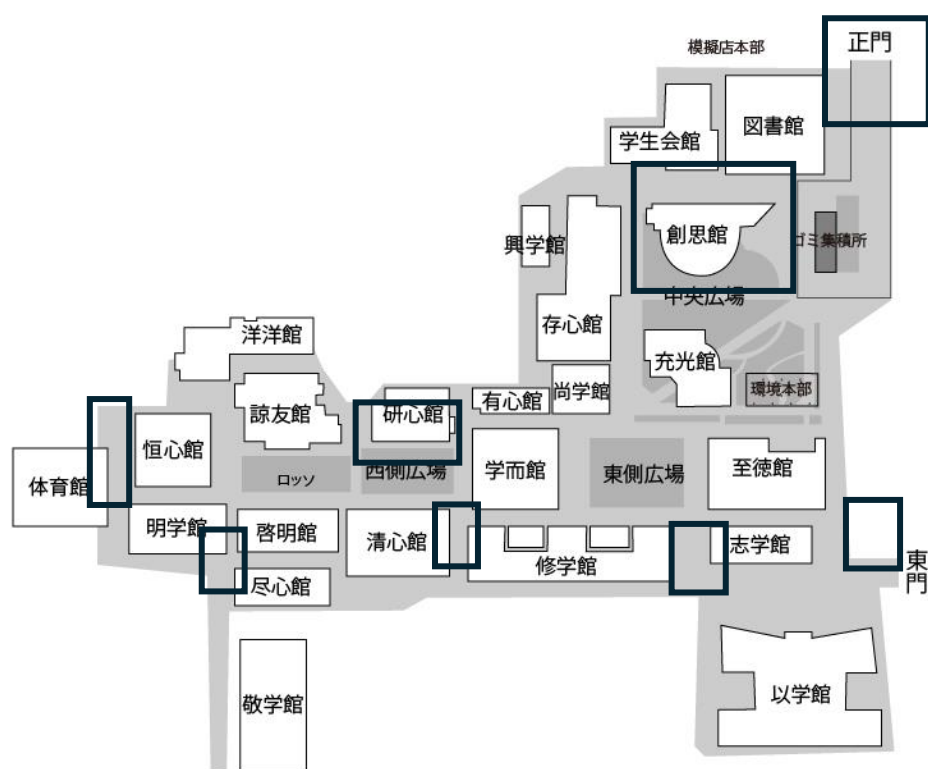 正門
模擬店本部
図書館
学生会館
創思館
興学館
ゴミ集積所
中央広場
存心館
洋洋館
充光館
尚学館
環境本部
有心館
研心館
諒友館
恒心館
西側広場
学而館
東側広場
至徳館
ロッソ
体育館
明学館
啓明館
清心館
志学館
修学館
東門
尽心館
以学館
敬学館